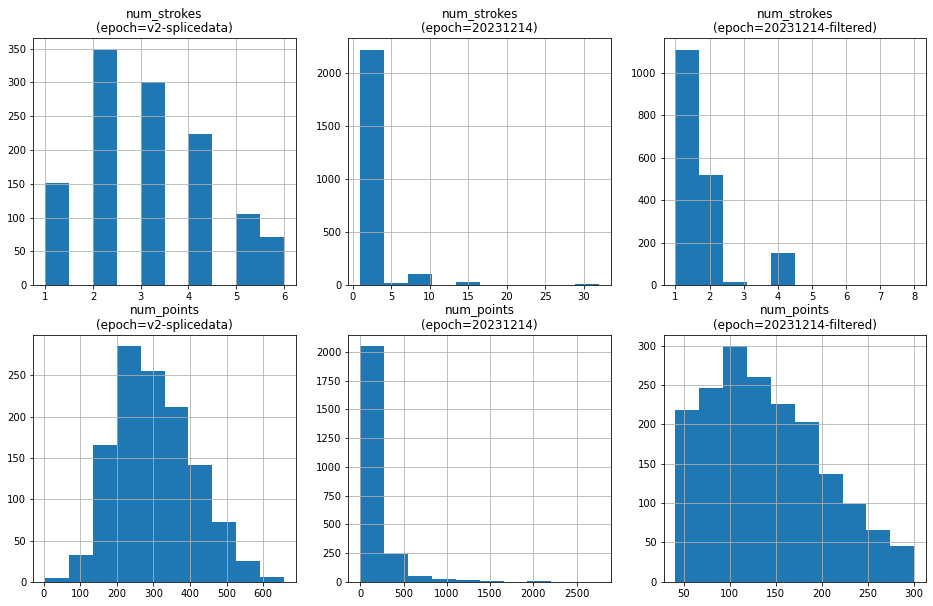 num_strokes
(epoch=v2-splicedata)
350
300
250
200
150
100
50
0
1 2 3 4 5 6
num_strokes
(epoch=20231214)
2000
1500
1000
500
0
0 5 10 15 20 25 30
num_strokes
(epoch=20231214-filtered)
1000
800
600
400
200
0
1 2 3 4 5 6 7 8
num_points
(epoch=v2-splicedata)
250
200
150
100
50
0
0 100 200 300 400 500 600
num_points
(epoch=20231214)
2000
1750
1500
1250
1000
750
500
250
0
0 500 1000 1500 2000 2500
num_points
(epoch=20231214-filtered)
300
250
200
150
100
50
0
50 100 150 200 250 300